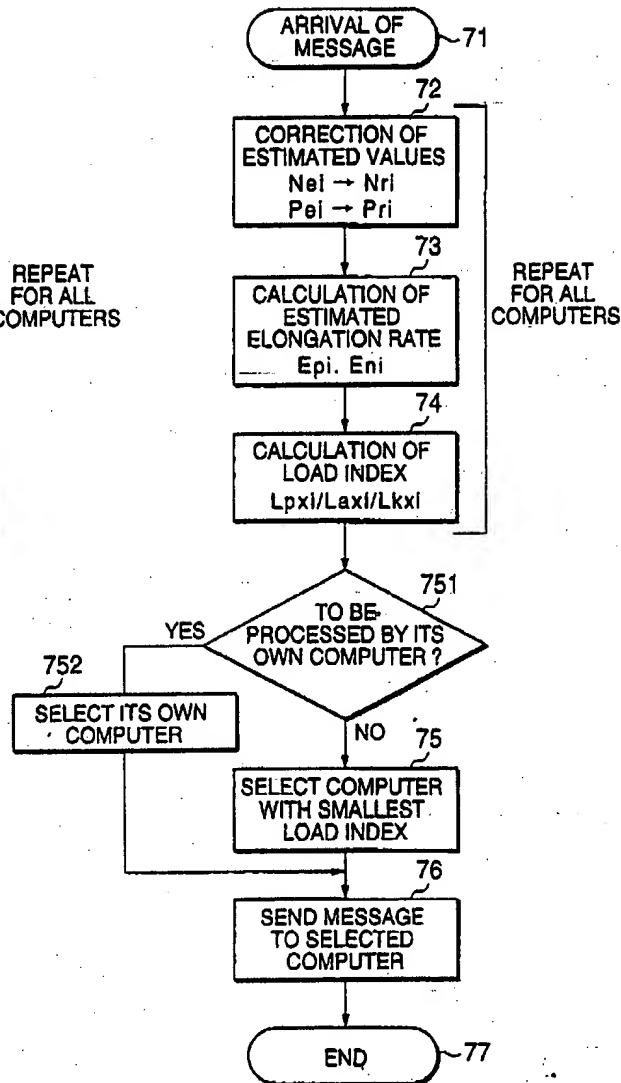 ARRIVAL OF
MESSAGE
71
72
CORRECTION OF
ESTIMATED VALUES
Nei → Nri
Pei → Pri
73
REPEAT
FOR ALL
COMPUTERS
CALCULATION OF
ESTIMATED
ELONGATION RATE
Epi. Eni
REPEAT
FOR ALL
COMPUTERS
74
CALCULATION OF
LOAD INDEX
Lpxi/Laxi/Lkxi
751
TO BE
PROCESSED BY ITS
OWN COMPUTER ?
YES
752
SELECT ITS OWN
COMPUTER
NO
75
SELECT COMPUTER
WITH SMALLEST
LOAD INDEX
76
SEND MESSAGE
TO SELECTED
COMPUTER
END
77